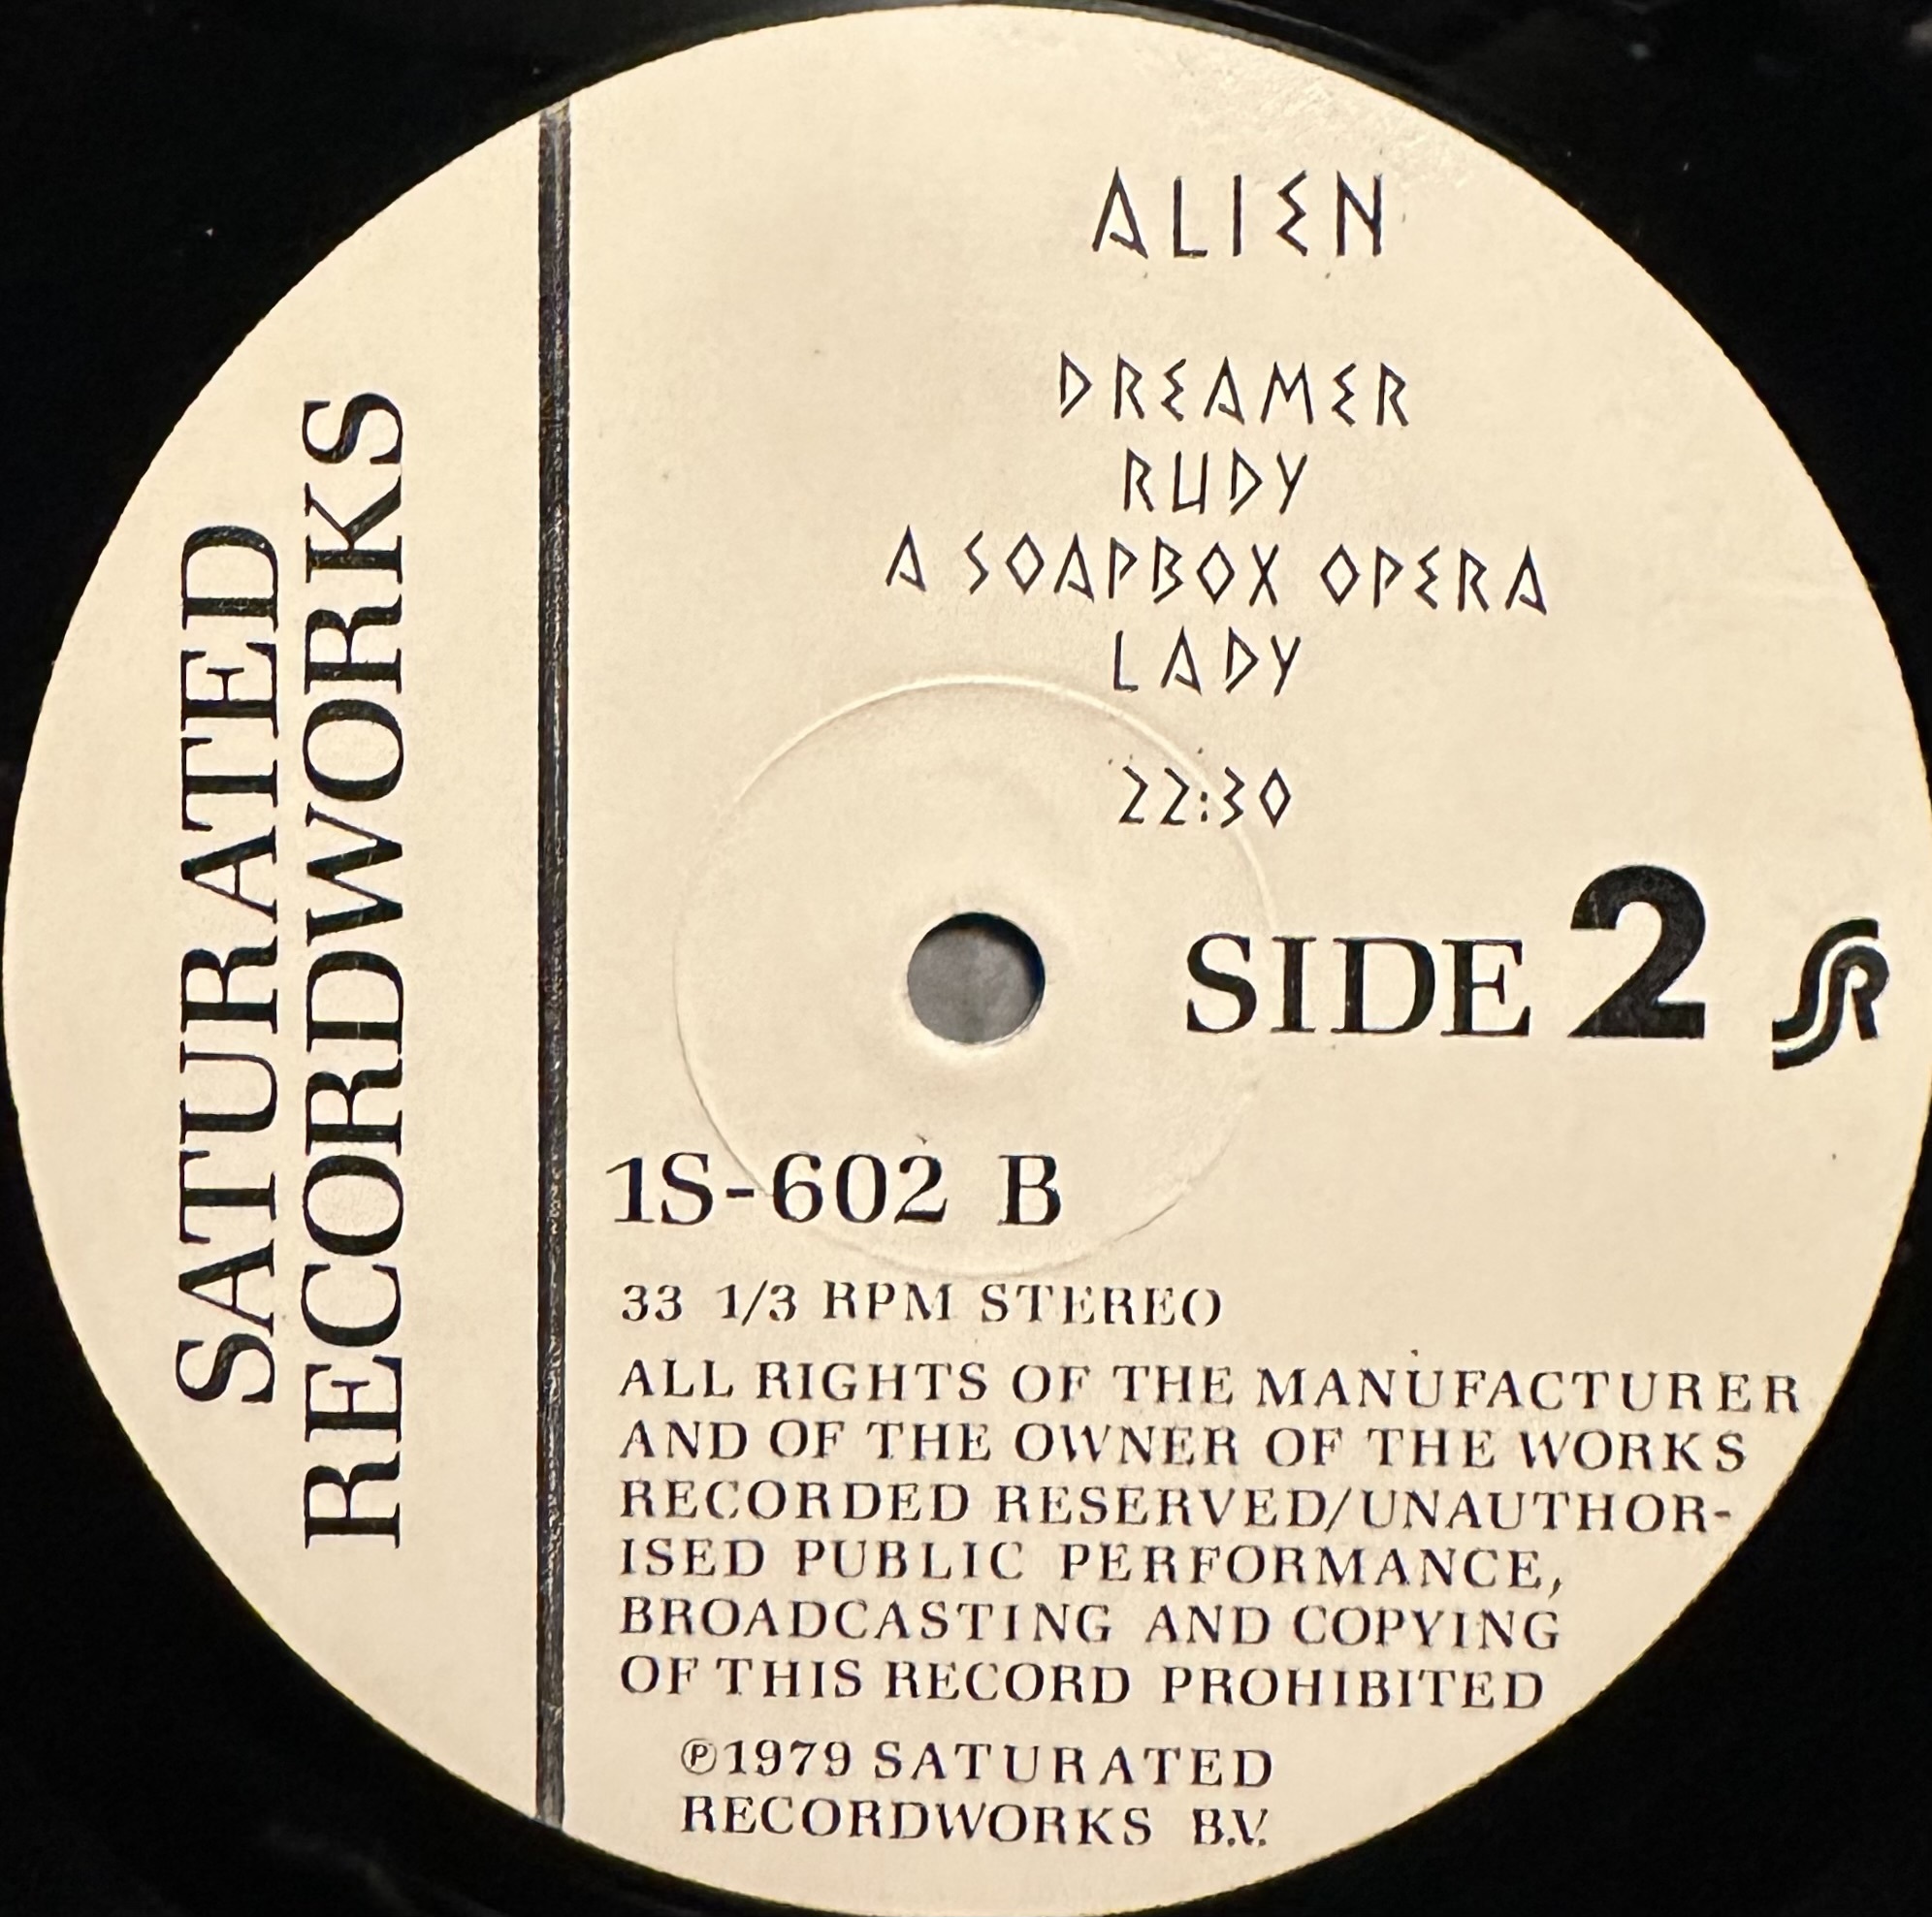 SATURATED
RECORDWORKS
ALIEN
DREAMER
RUDY
A SOAPBOX OPERA
LADY
22:30
SIDE 2 SR
1S-602 B
33 1/3 RPM STEREO
ALL RIGHTS OF THE MANUFACTURER
AND OF THE OWNER OF THE WORKS
RECORDED RESERVED/UNAUTHOR-
ISED PUBLIC PERFORMANCE,
BROADCASTING AND COPYING
OF THIS RECORD PROHIBITED
℗1979 SATURATED
RECORDWORKS B.V.